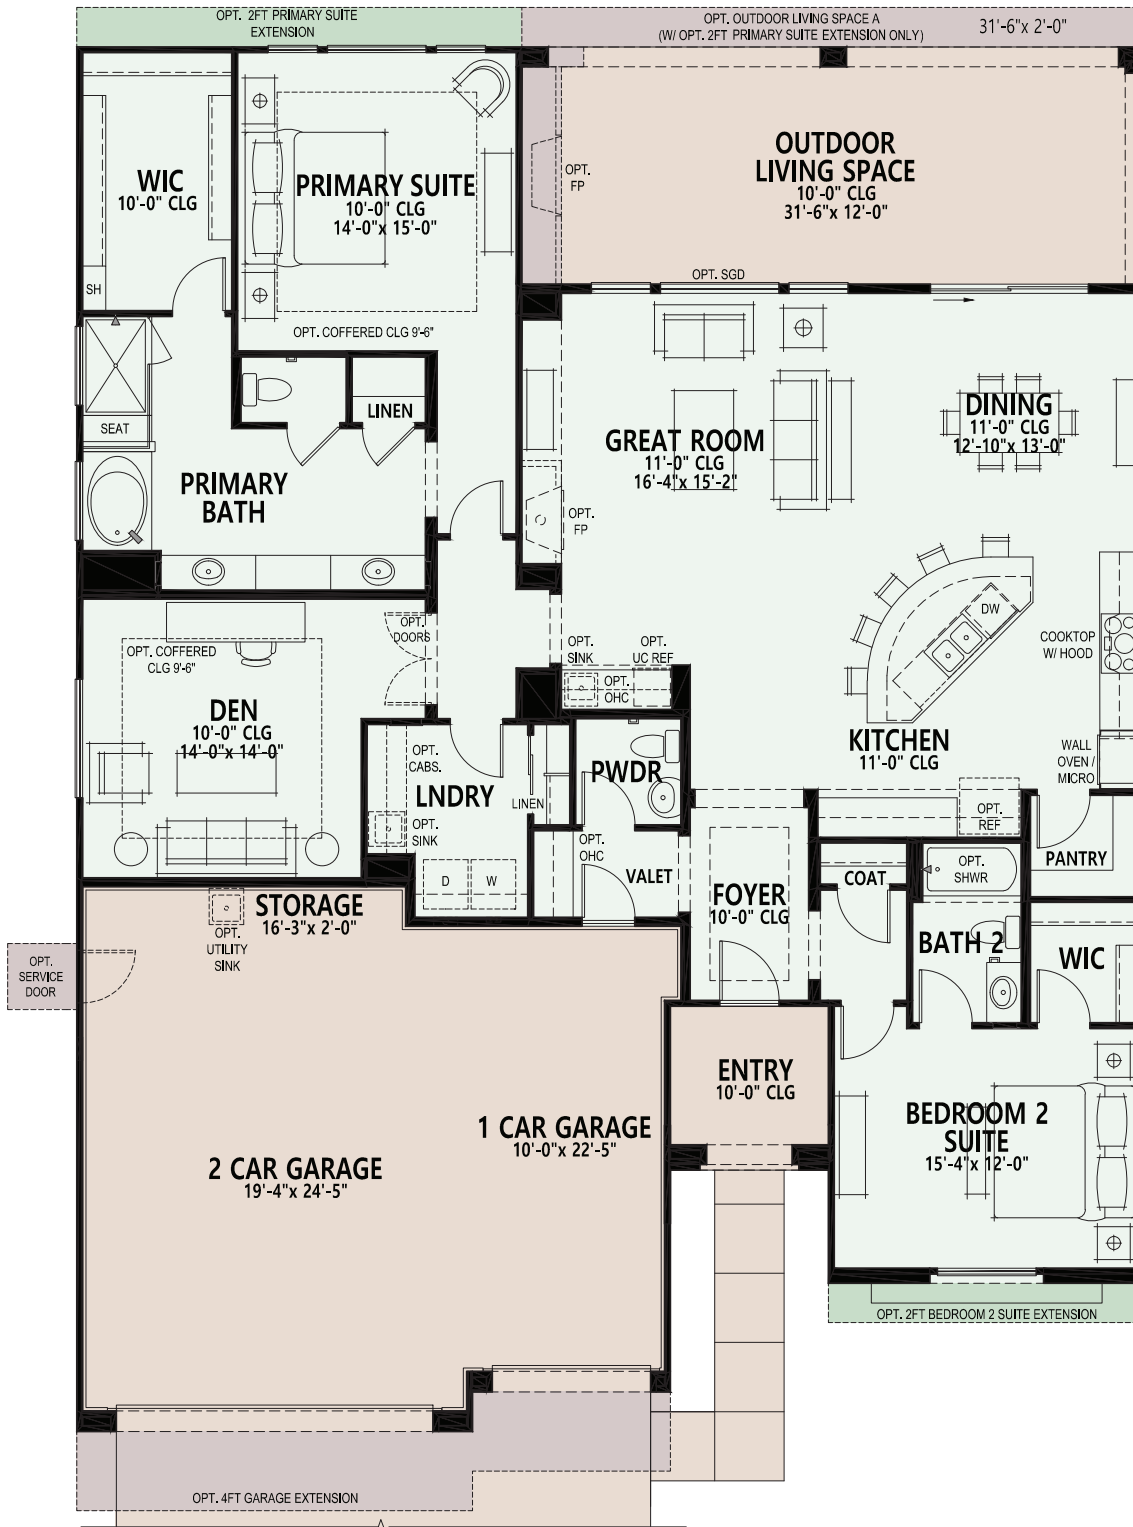 OPT. 2FT PRIMARY SUITE
EXTENSION
OPT. OUTDOOR LIVING SPACE A
(W/ OPT. 2FT PRIMARY SUITE EXTENSION ONLY)
31'-6"x 2'-0"
WIC
10'-0" CLG
SH
PRIMARY SUITE
10'-0" CLG
14'-0"x 15'-0"
OPT. COFFERED CLG 9'-6"
OPT.
FP
OUTDOOR
LIVING SPACE
10'-0" CLG
31'-6"x 12'-0"
OPT. SGD
SEAT
LINEN
PRIMARY
BATH
GREAT ROOM
11'-0" CLG
16'-4"x 15'-2"
OPT.
FP
DINING
11'-0" CLG
12'-10"x 13'-0"
DW
COOKTOP
W/ HOOD
OPT.
DOORS
OPT. COFFERED
CLG 9'-6"
DEN
10'-0" CLG
14'-0"x 14'-0"
OPT.
SINK
OPT.
UC REF
OPT.
OHC
KITCHEN
11'-0" CLG
WALL
OVEN /
MICRO
OPT.
REF
PANTRY
OPT.
CABS.
LNDRY
LINEN
OPT.
SINK
D
W
PWDR
OPT.
OHC
VALET
FOYER
10'-0" CLG
COAT
OPT.
SHWR
BATH 2
WIC
STORAGE
16'-3"x 2'-0"
OPT.
UTILITY
SINK
OPT.
SERVICE
DOOR
ENTRY
10'-0" CLG
1 CAR GARAGE
10'-0"x 22'-5"
2 CAR GARAGE
19'-4"x 24'-5"
BEDROOM 2
SUITE
15'-4"x 12'-0"
OPT. 2FT BEDROOM 2 SUITE EXTENSION
OPT. 4FT GARAGE EXTENSION